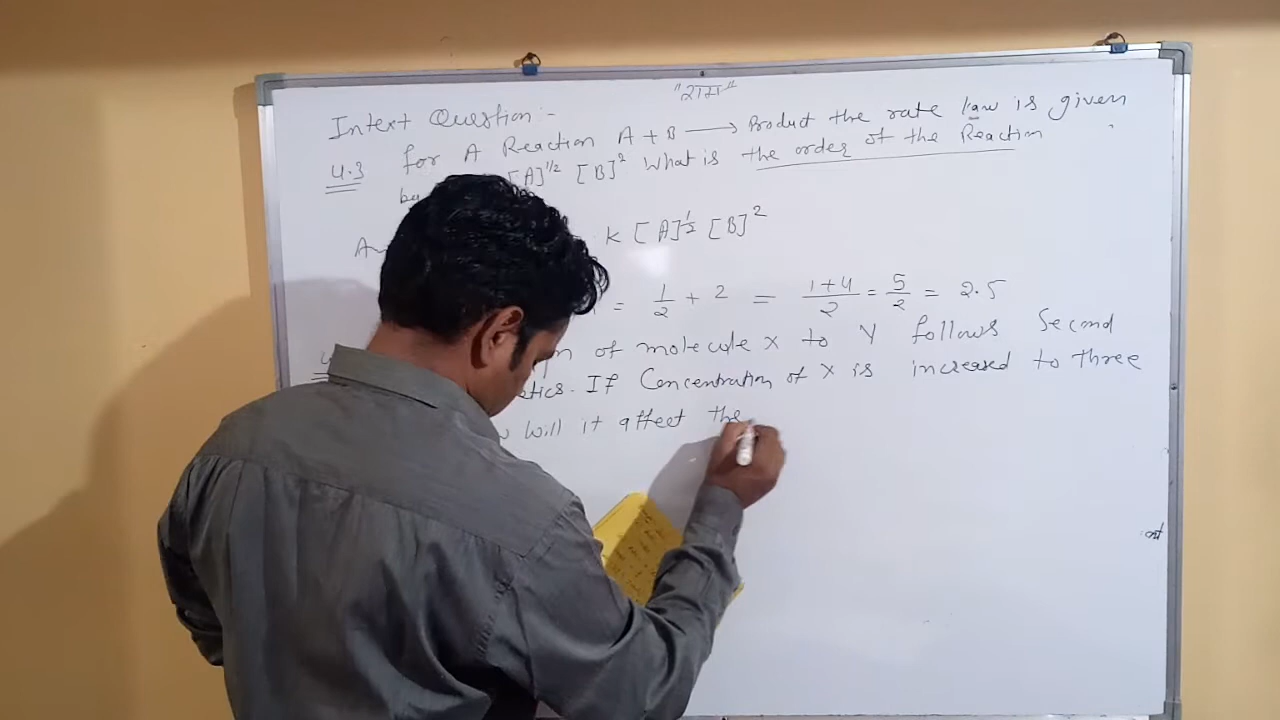 "राम"
Intext Question:-
4.3 for A Reaction A + B ⟶ Product the rate law is given
by [A]^1/2 [B]^2 What is the order of the Reaction
K [A]^1/2 [B]^2
= 1/2 + 2 = 1+4/2 = 5/2 = 2.5
of molecule X to Y follows Second
etics. If Concentration of X is increased to three
will it affect the